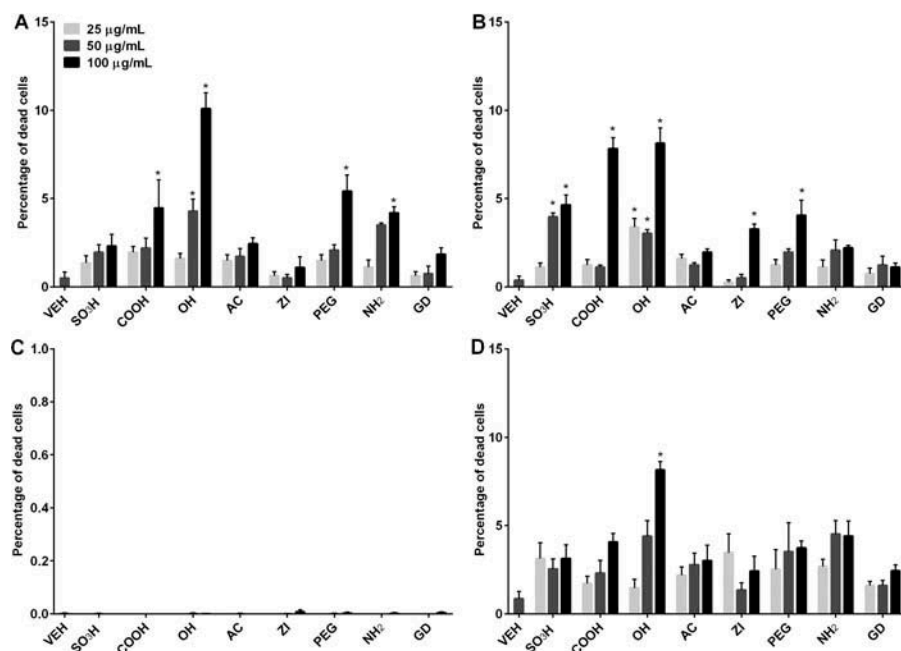 A
25 μg/mL
50 μg/mL
100 μg/mL
Percentage of dead cells
15
10
5
0
* * * * *
VEH SO3H COOH OH AC ZI PEG NH2 GD
B
Percentage of dead cells
15
10
5
0
* * * * * * * *
VEH SO3H COOH OH AC ZI PEG NH2 GD
C
Percentage of dead cells
1.0
0.8
0.6
0.4
0.2
0.0
VEH SO3H COOH OH AC ZI PEG NH2 GD
D
Percentage of dead cells
15
10
5
0
*
VEH SO3H COOH OH AC ZI PEG NH2 GD